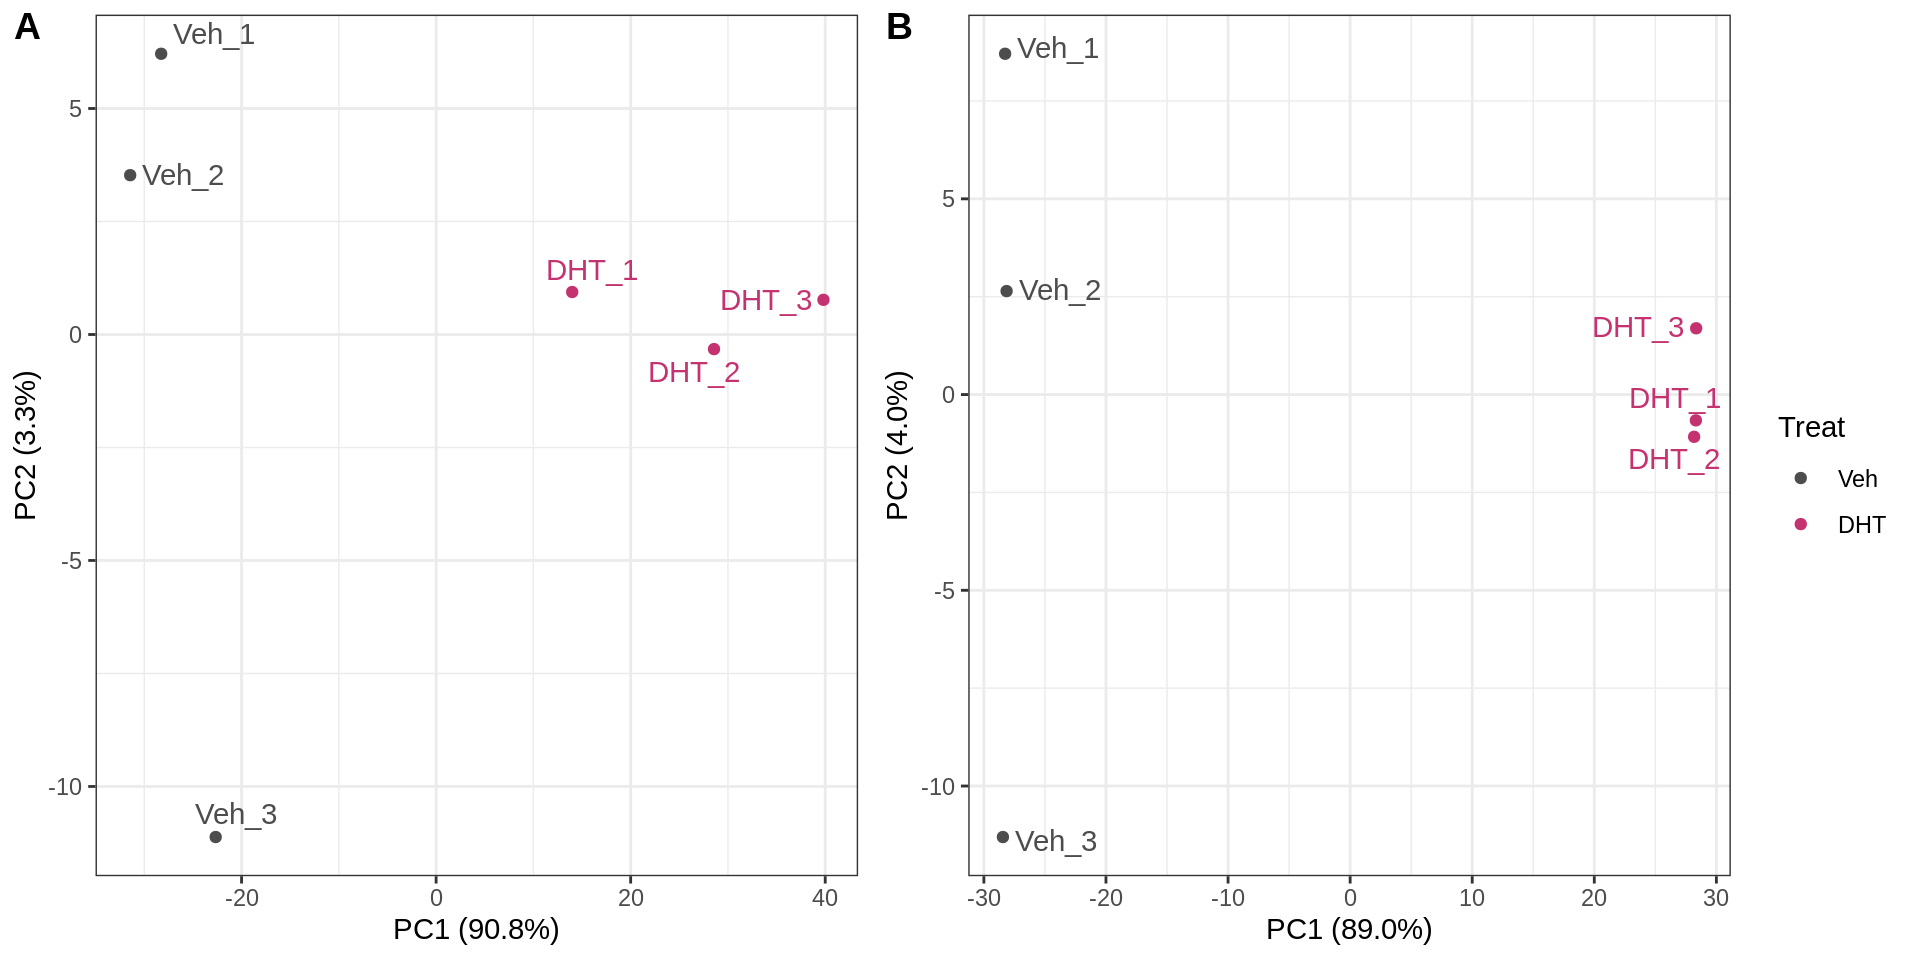 A
Veh_1
Veh_2
DHT_1
DHT_3
DHT_2
Veh_3
5
0
-5
-10
-20
0
20
40
PC1 (90.8%)
PC2 (3.3%)
B
Veh_1
Veh_2
DHT_3
DHT_1
DHT_2
Veh_3
5
0
-5
-10
-30
-20
-10
0
10
20
30
PC1 (89.0%)
PC2 (4.0%)
Treat
Veh
DHT